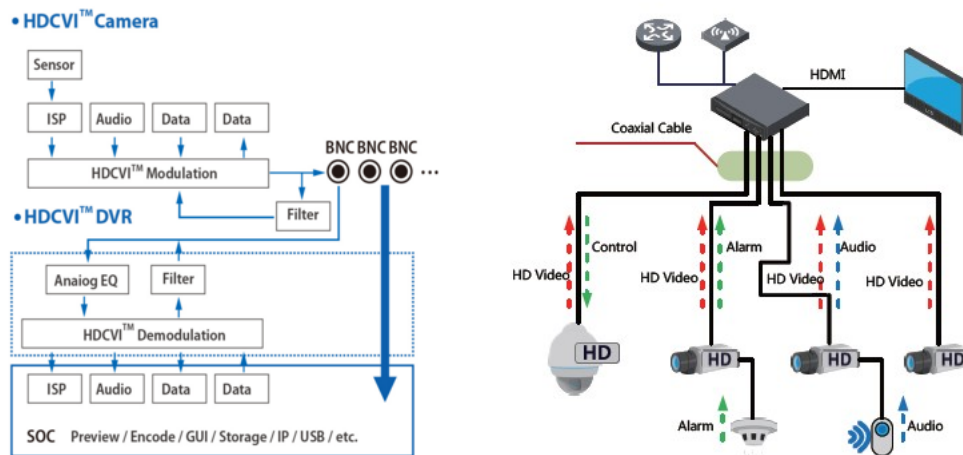 • HDCVI™ Camera
Sensor
ISP Audio Data Data
HDCVI™ Modulation
BNC BNC BNC
...
Filter
• HDCVI™ DVR
Anaiog EQ Filter
HDCVI™ Demodulation
ISP Audio Data Data
SOC Preview / Encode / GUI / Storage / IP / USB / etc.
HDMI
Coaxial Cable
Control Alarm Audio
HD Video HD Video HD Video HD Video
HD HD HD HD
Alarm Audio